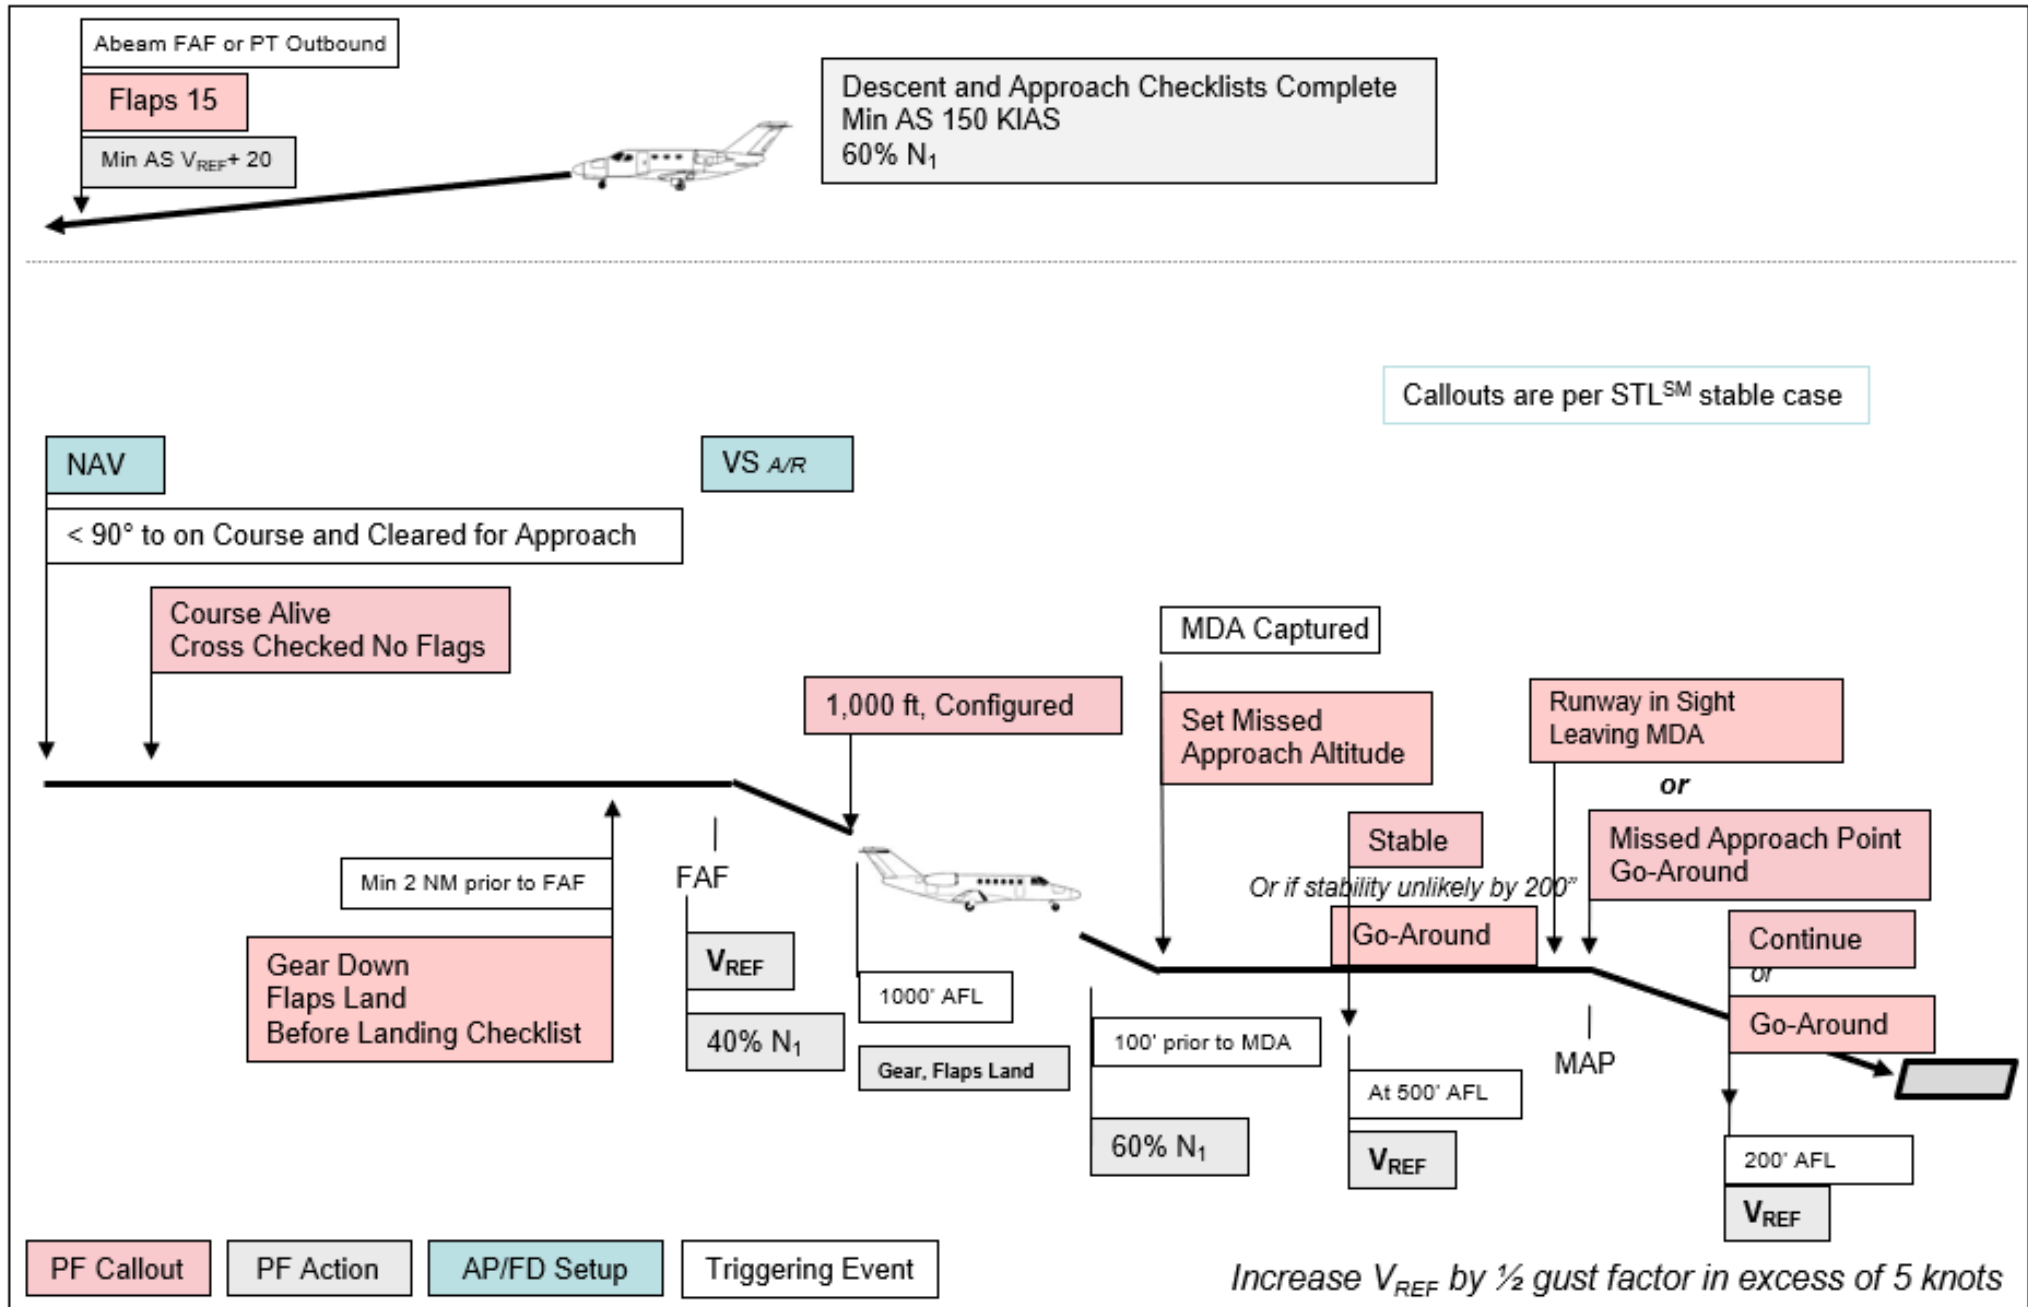 Abeam FAF or PT Outbound
Flaps 15
Min AS VREF+ 20
Descent and Approach Checklists Complete
Min AS 150 KIAS
60% N1
Callouts are per STLSM stable case
NAV
VS A/R
< 90° to on Course and Cleared for Approach
Course Alive
Cross Checked No Flags
1,000 ft, Configured
MDA Captured
Set Missed
Approach Altitude
Runway in Sight
Leaving MDA
or
Missed Approach Point
Go-Around
Stable
Or if stability unlikely by 200”
Go-Around
Continue
or
Go-Around
Min 2 NM prior to FAF
Gear Down
Flaps Land
Before Landing Checklist
FAF
VREF
40% N1
1000' AFL
Gear, Flaps Land
100' prior to MDA
60% N1
At 500' AFL
VREF
MAP
200' AFL
VREF
PF Callout
PF Action
AP/FD Setup
Triggering Event
Increase VREF by ½ gust factor in excess of 5 knots